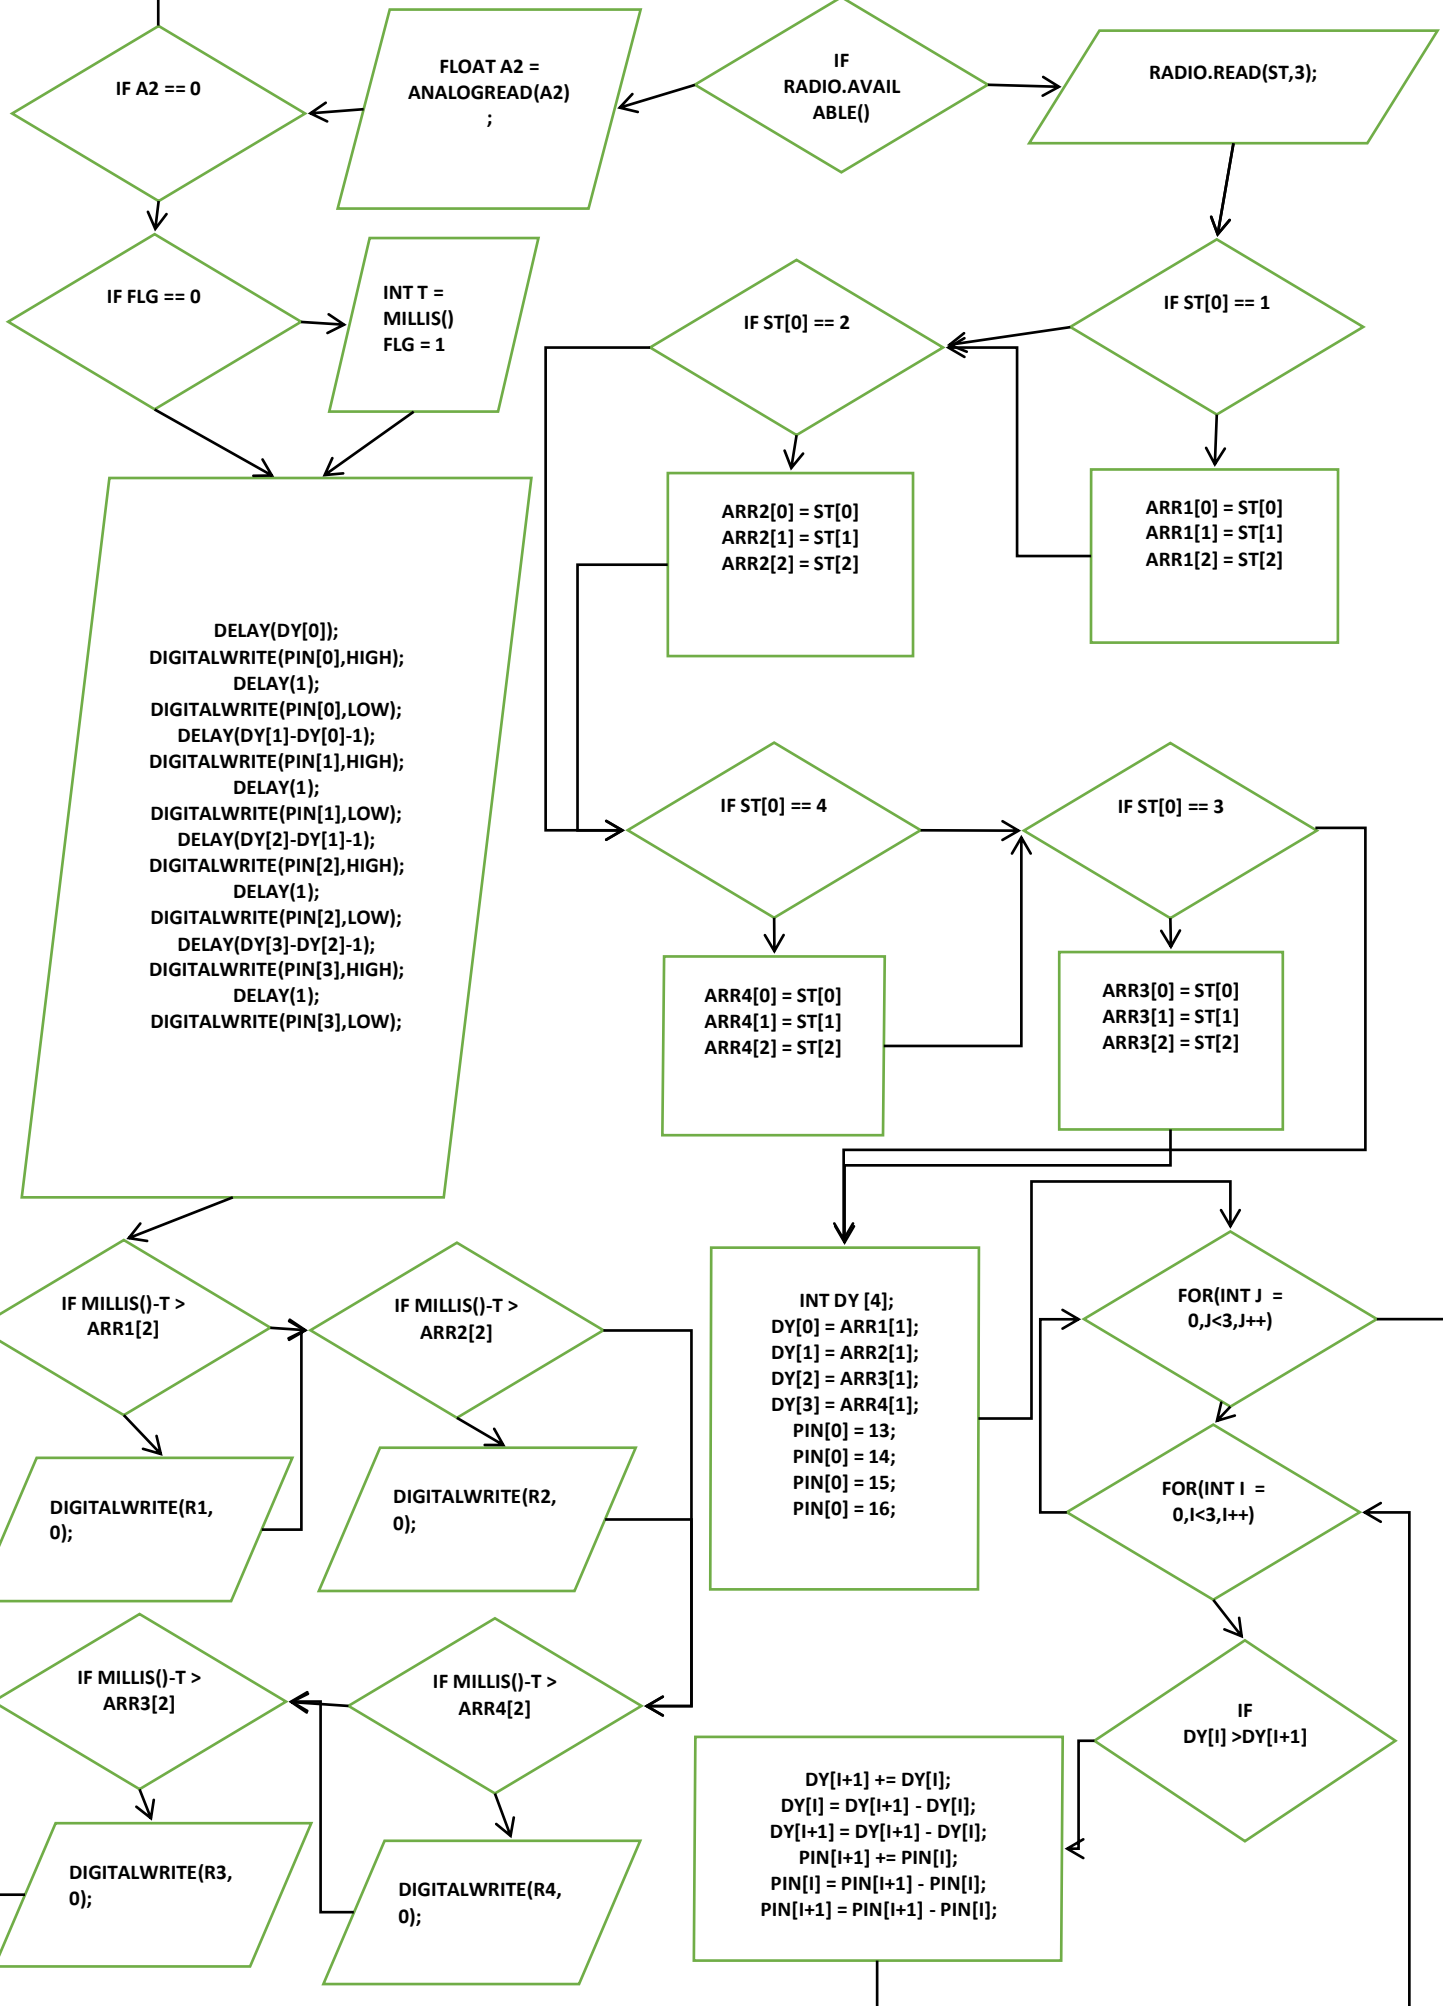 IF A2 == 0
FLOAT A2 =
ANALOGREAD(A2)
;
IF
RADIO.AVAIL
ABLE()
RADIO.READ(ST,3);
IF FLG == 0
INT T =
MILLIS()
FLG = 1
IF ST[0] == 2
IF ST[0] == 1
ARR2[0] = ST[0]
ARR2[1] = ST[1]
ARR2[2] = ST[2]
ARR1[0] = ST[0]
ARR1[1] = ST[1]
ARR1[2] = ST[2]
DELAY(DY[0]);
DIGITALWRITE(PIN[0],HIGH);
DELAY(1);
DIGITALWRITE(PIN[0],LOW);
DELAY(DY[1]-DY[0]-1);
DIGITALWRITE(PIN[1],HIGH);
DELAY(1);
DIGITALWRITE(PIN[1],LOW);
DELAY(DY[2]-DY[1]-1);
DIGITALWRITE(PIN[2],HIGH);
DELAY(1);
DIGITALWRITE(PIN[2],LOW);
DELAY(DY[3]-DY[2]-1);
DIGITALWRITE(PIN[3],HIGH);
DELAY(1);
DIGITALWRITE(PIN[3],LOW);
IF ST[0] == 4
IF ST[0] == 3
ARR4[0] = ST[0]
ARR4[1] = ST[1]
ARR4[2] = ST[2]
ARR3[0] = ST[0]
ARR3[1] = ST[1]
ARR3[2] = ST[2]
IF MILLIS()-T >
ARR1[2]
IF MILLIS()-T >
ARR2[2]
INT DY [4];
DY[0] = ARR1[1];
DY[1] = ARR2[1];
DY[2] = ARR3[1];
DY[3] = ARR4[1];
PIN[0] = 13;
PIN[0] = 14;
PIN[0] = 15;
PIN[0] = 16;
FOR(INT J =
0,J<3,J++)
DIGITALWRITE(R1,
0);
DIGITALWRITE(R2,
0);
FOR(INT I =
0,I<3,I++)
IF MILLIS()-T >
ARR3[2]
IF MILLIS()-T >
ARR4[2]
IF
DY[I] >DY[I+1]
DY[I+1] += DY[I];
DY[I] = DY[I+1] - DY[I];
DY[I+1] = DY[I+1] - DY[I];
PIN[I+1] += PIN[I];
PIN[I] = PIN[I+1] - PIN[I];
PIN[I+1] = PIN[I+1] - PIN[I];
DIGITALWRITE(R3,
0);
DIGITALWRITE(R4,
0);